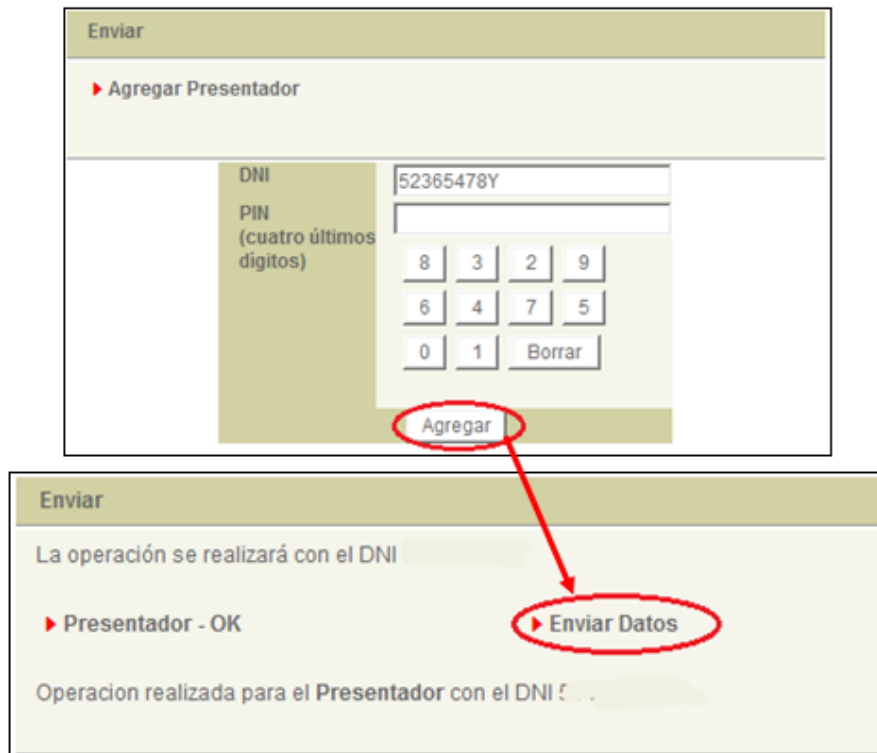 Enviar
Agregar Presentador
DNI
52365478Y
PIN
(cuatro últimos
dígitos)
8 3 2 9
6 4 7 5
0 1 Borrar
Agregar
Enviar
La operación se realizará con el DNI
Presentador - OK
Enviar Datos
Operacion realizada para el Presentador con el DNI